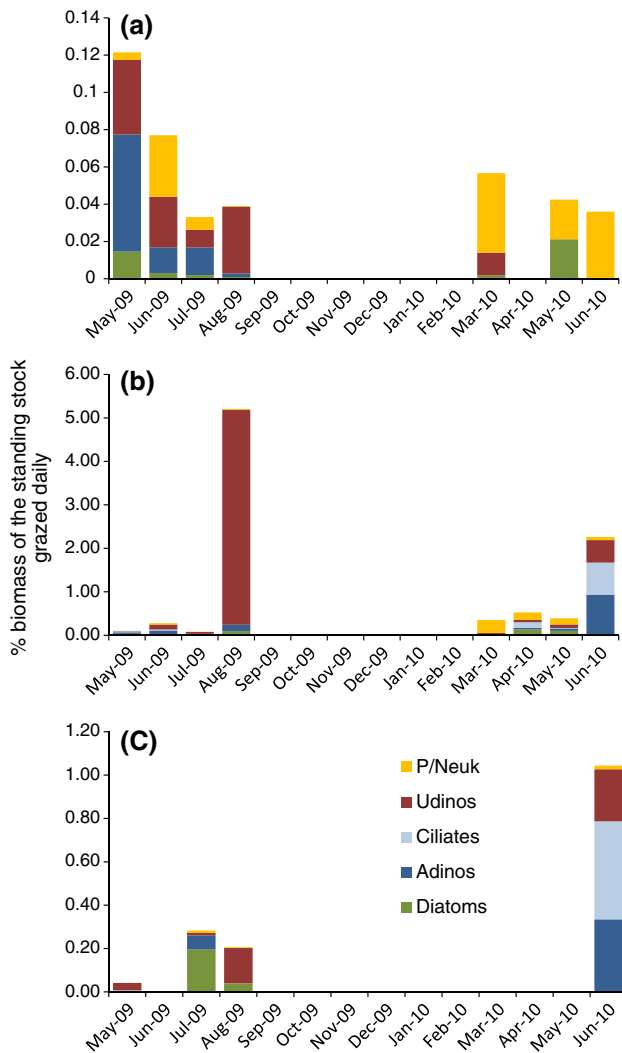 (a)
0.14
0.12
0.1
0.08
0.06
0.04
0.02
0
May-09 Jun-09 Jul-09 Aug-09 Sep-09 Oct-09 Nov-09 Dec-09 Jan-10 Feb-10 Mar-10 Apr-10 May-10 Jun-10
% biomass of the standing stock
grazed daily
(b)
6.00
5.00
4.00
3.00
2.00
1.00
0.00
May-09 Jun-09 Jul-09 Aug-09 Sep-09 Oct-09 Nov-09 Dec-09 Jan-10 Feb-10 Mar-10 Apr-10 May-10 Jun-10
(C)
1.20
1.00
0.80
0.60
0.40
0.20
0.00
P/Neuk
Udinos
Ciliates
Adinos
Diatoms
May-09 Jun-09 Jul-09 Aug-09 Sep-09 Oct-09 Nov-09 Dec-09 Jan-10 Feb-10 Mar-10 Apr-10 May-10 Jun-10